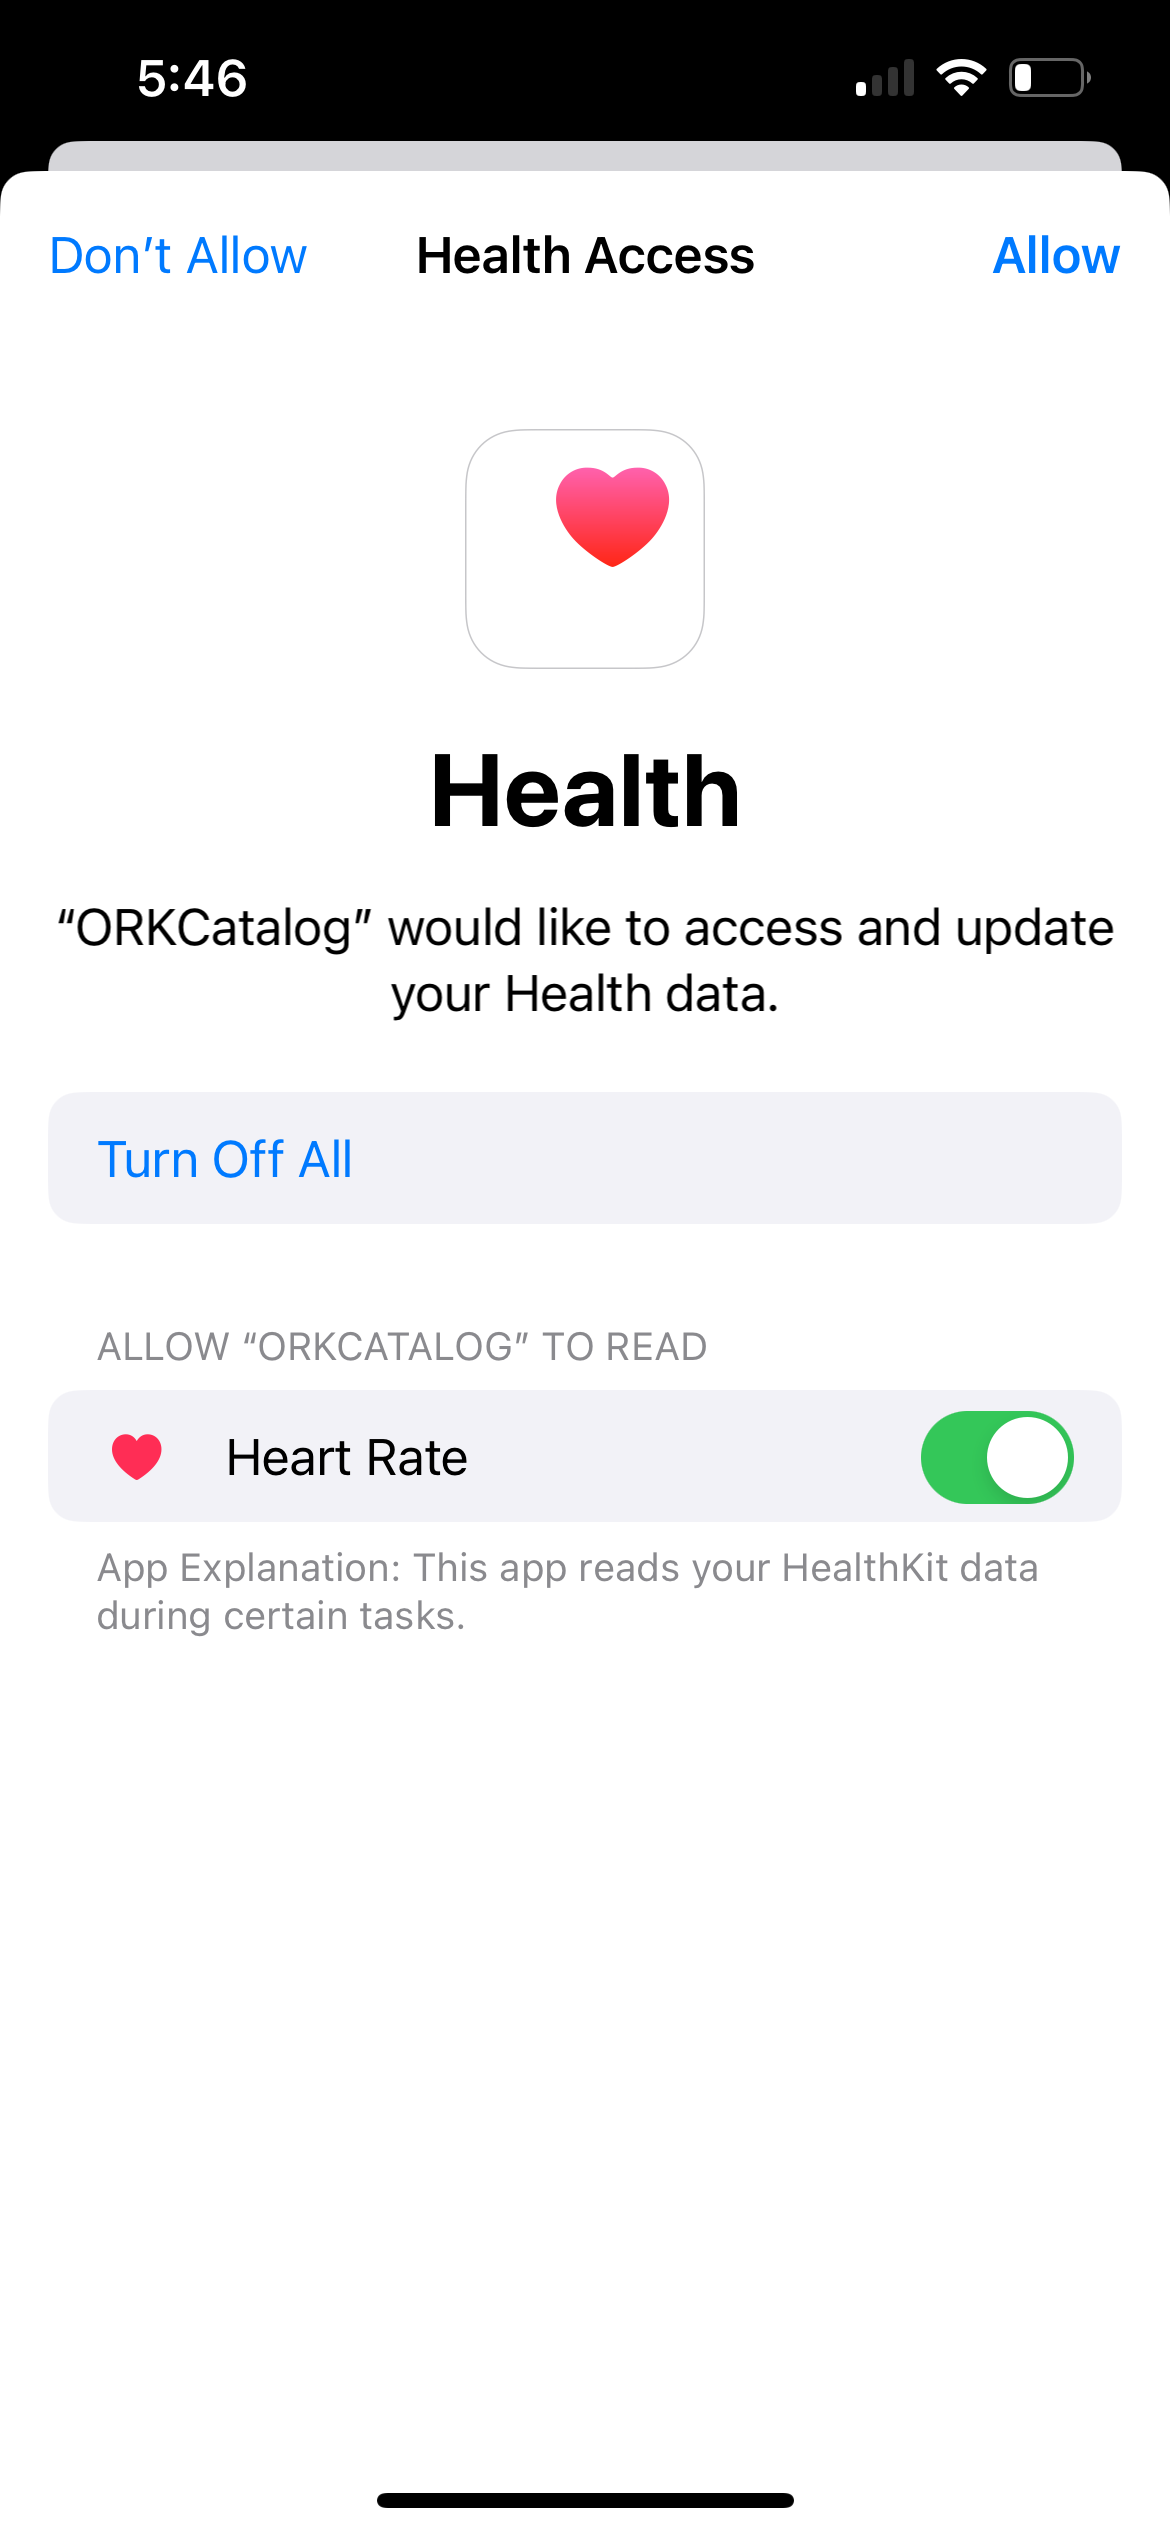 5:46
Don’t Allow
Health Access
Allow
Health
“ORKCatalog” would like to access and update
your Health data.
Turn Off All
ALLOW “ORKCATALOG” TO READ
Heart Rate
App Explanation: This app reads your HealthKit data
during certain tasks.